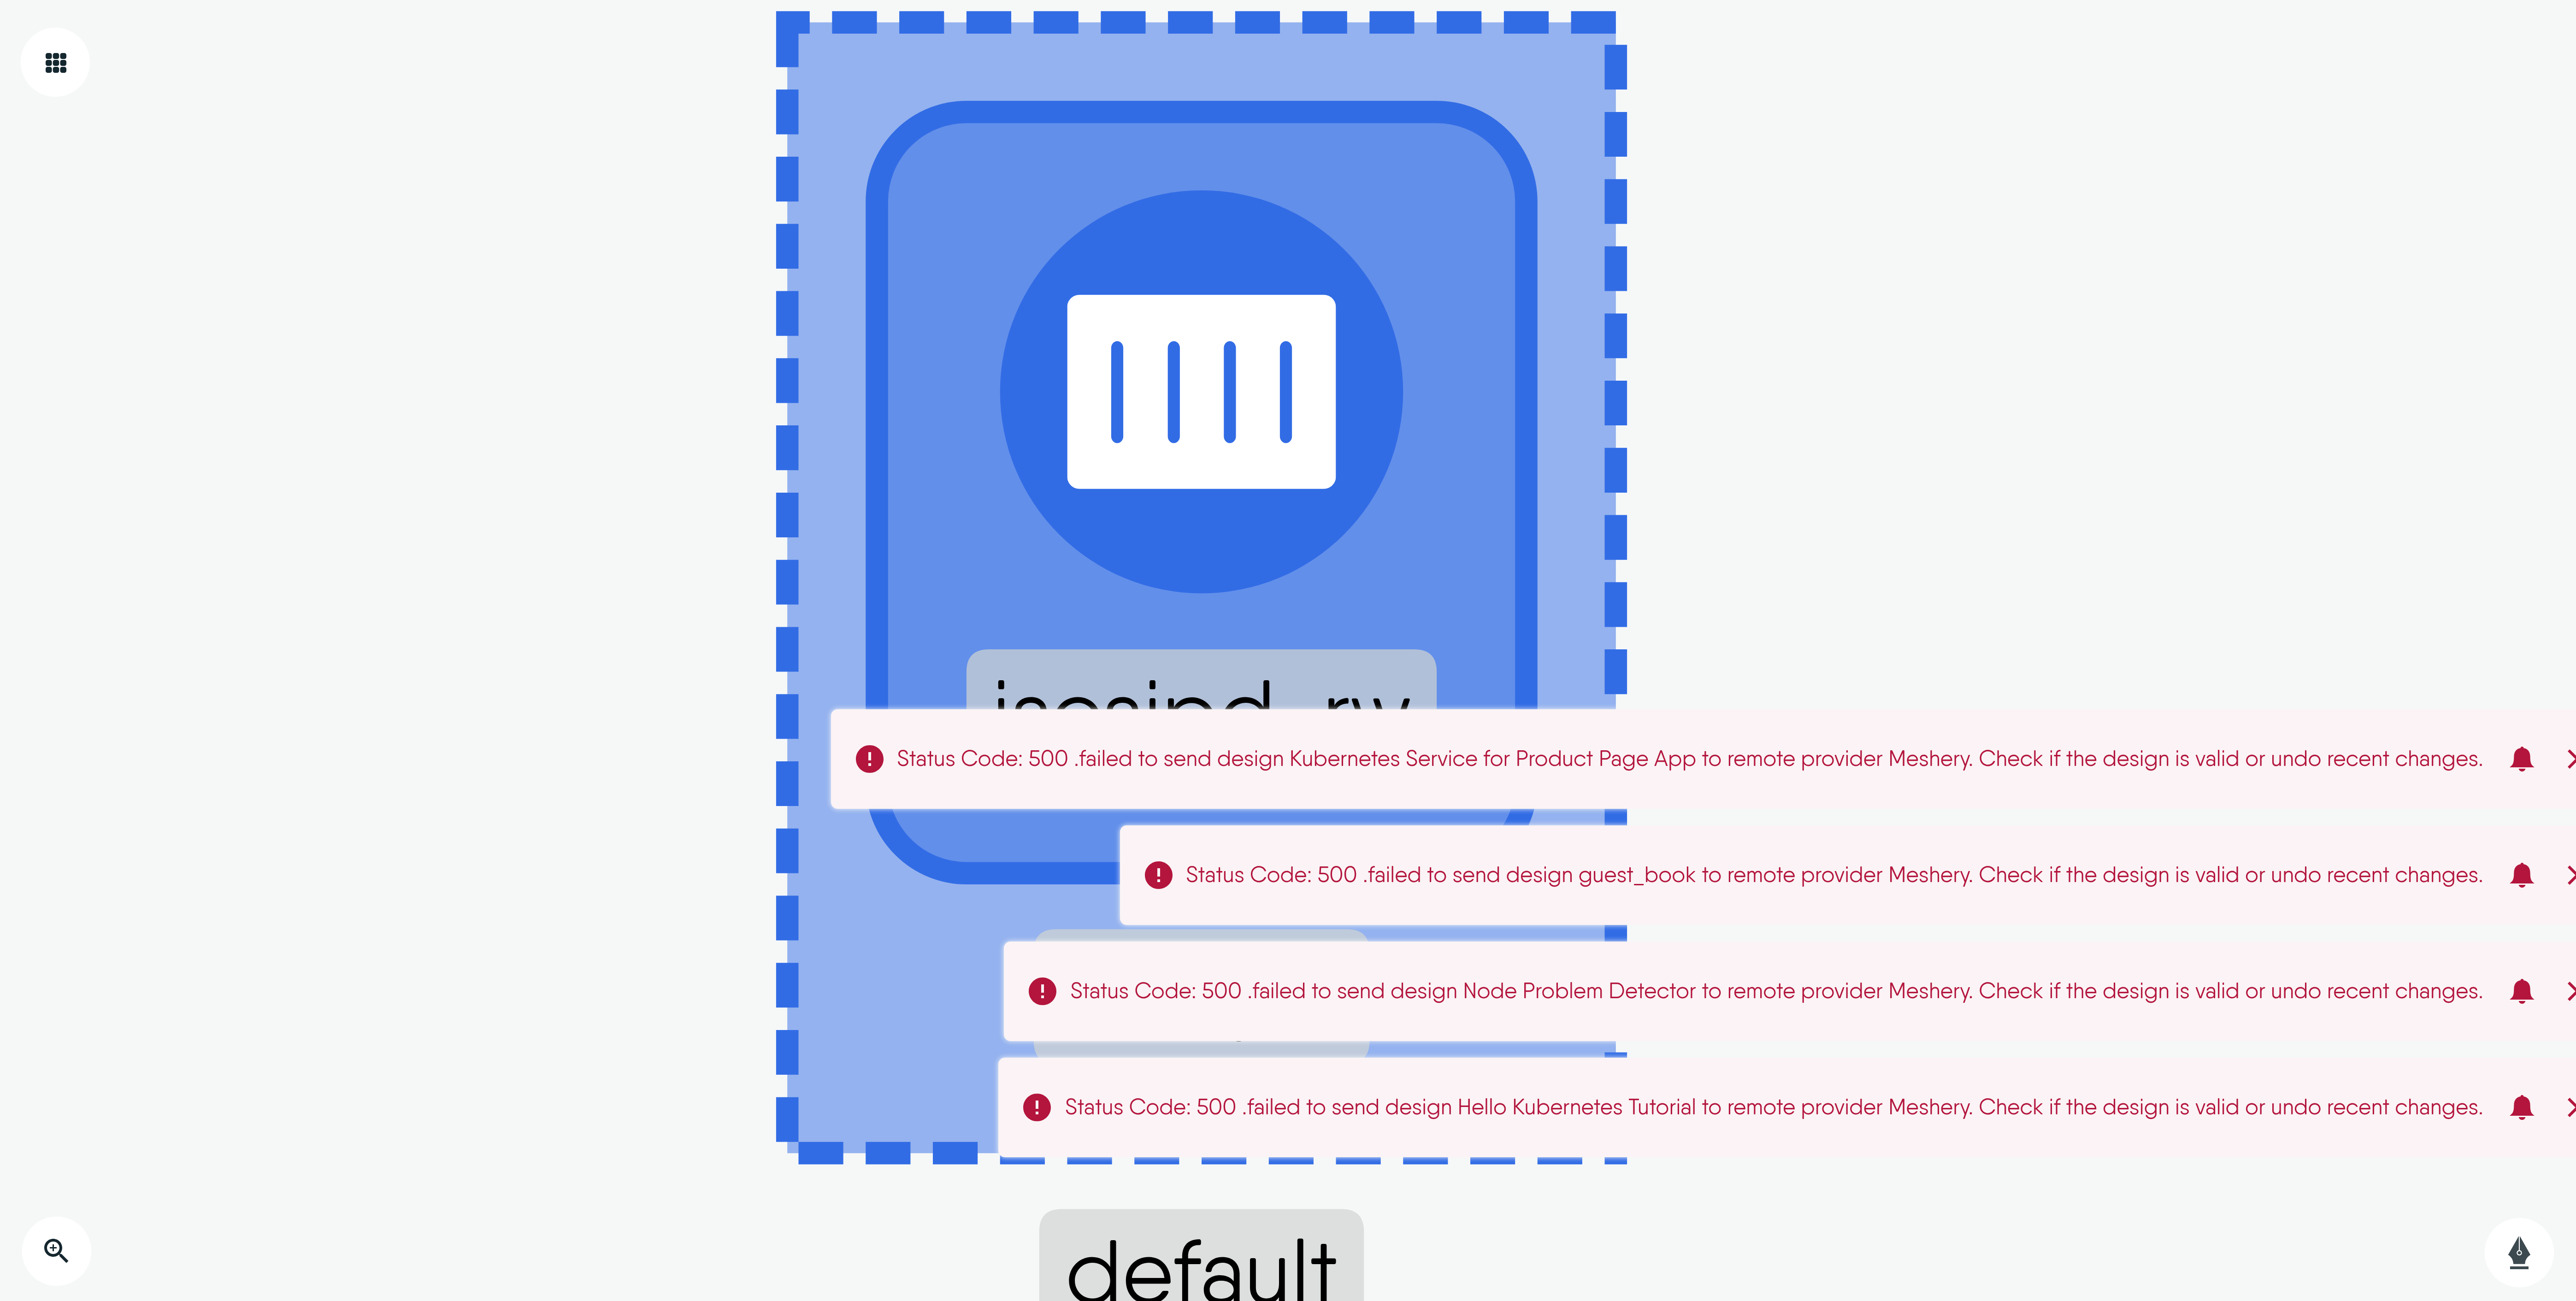 Status Code: 500 .failed to send design Kubernetes Service for Product Page App to remote provider Meshery. Check if the design is valid or undo recent changes.
Status Code: 500 .failed to send design guest_book to remote provider Meshery. Check if the design is valid or undo recent changes.
Status Code: 500 .failed to send design Node Problem Detector to remote provider Meshery. Check if the design is valid or undo recent changes.
Status Code: 500 .failed to send design Hello Kubernetes Tutorial to remote provider Meshery. Check if the design is valid or undo recent changes.
default